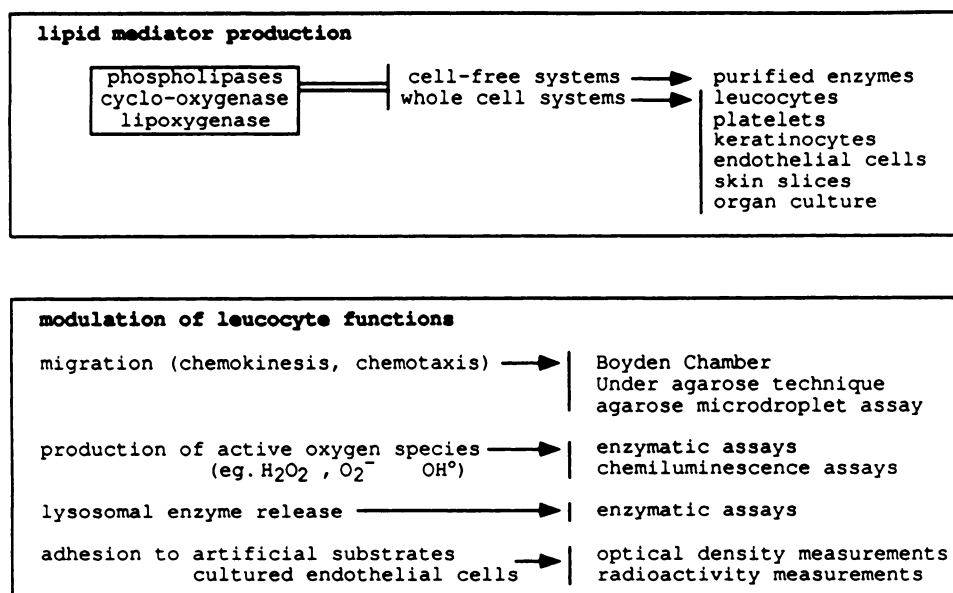 lipid mediator production
phospholipases
cyclo-oxygenase
lipoxygenase
cell-free systems
whole cell systems
purified enzymes
leucocytes
platelets
keratinocytes
endothelial cells
skin slices
organ culture
modulation of leucocyte functions
migration (chemokinesis, chemotaxis)
Boyden Chamber
Under agarose technique
agarose microdroplet assay
production of active oxygen species
(eg. H₂O₂ , O₂⁻ OH°)
enzymatic assays
chemiluminescence assays
lysosomal enzyme release
enzymatic assays
adhesion to artificial substrates
cultured endothelial cells
optical density measurements
radioactivity measurements